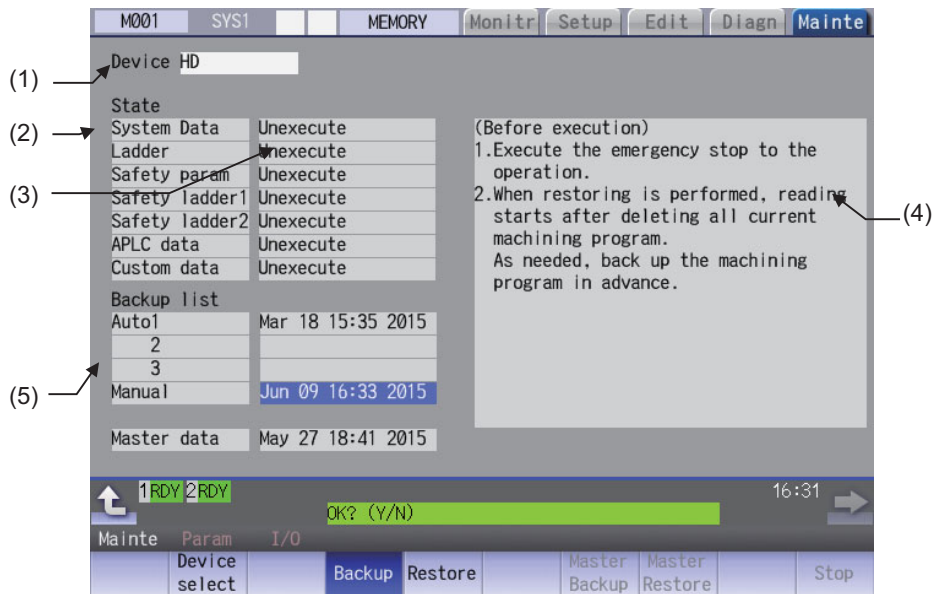 M001 SYS1 MEMORY Monitr Setup Edit Diagn Mainte
(1)
Device HD
State
(2)
System Data Unexecute
Ladder Unexecute
(3)
Safety param Unexecute
Safety ladder1 Unexecute
Safety ladder2 Unexecute
APLC data Unexecute
Custom data Unexecute
(Before execution)
1.Execute the emergency stop to the
operation.
2.When restoring is performed, reading
starts after deleting all current
machining program.
As needed, back up the machining
program in advance.
(4)
Backup list
Auto1 Mar 18 15:35 2015
2
3
(5)
Manual Jun 09 16:33 2015
Master data May 27 18:41 2015
1 RDY 2 RDY 16:31
OK? (Y/N)
Mainte Param I/O
Device
select
Backup
Restore
Master
Backup
Master
Restore
Stop